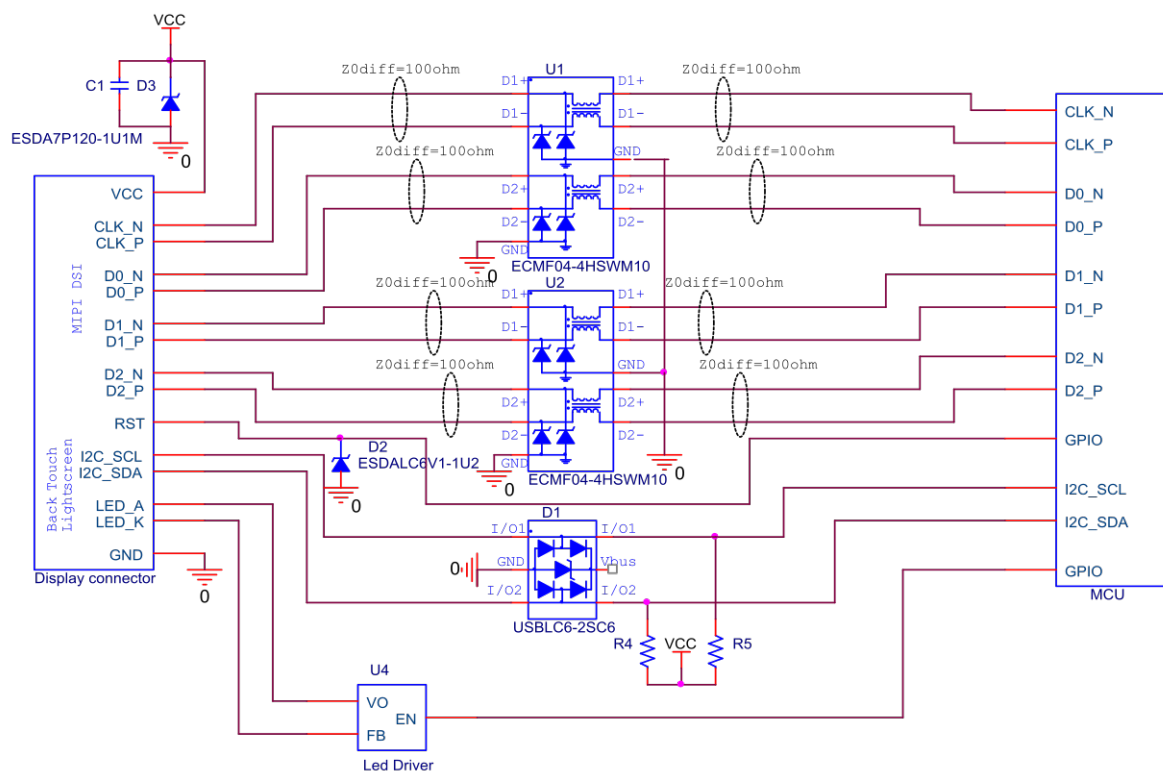 VCC
C1
D3
ESDA7P120-1U1M
0
Z0diff=100ohm
U1
Z0diff=100ohm
D1+
D1+
D1-
D1-
GND
Z0diff=100ohm
Z0diff=100ohm
D2+
D2+
D2-
D2-
GND
0
ECMF04-4HSWM10
MIPI DSI
Back Touch
Lightscreen
VCC
CLK_N
CLK_P
D0_N
D0_P
D1_N
D1_P
D2_N
D2_P
RST
I2C_SCL
I2C_SDA
LED_A
LED_K
GND
Display connector
0
U2
Z0diff=100ohm
Z0diff=100ohm
D1+
D1+
D1-
D1-
GND
Z0diff=100ohm
Z0diff=100ohm
D2+
D2+
D2-
D2-
GND
0
0
ECMF04-4HSWM10
D2
ESDALC6V1-1U2
0
D1
I/O1
I/O1
GND
Vbus
0
I/O2
I/O2
USBLC6-2SC6
R4
VCC
R5
U4
VO
EN
FB
Led Driver
CLK_N
CLK_P
D0_N
D0_P
D1_N
D1_P
D2_N
D2_P
GPIO
I2C_SCL
I2C_SDA
GPIO
MCU